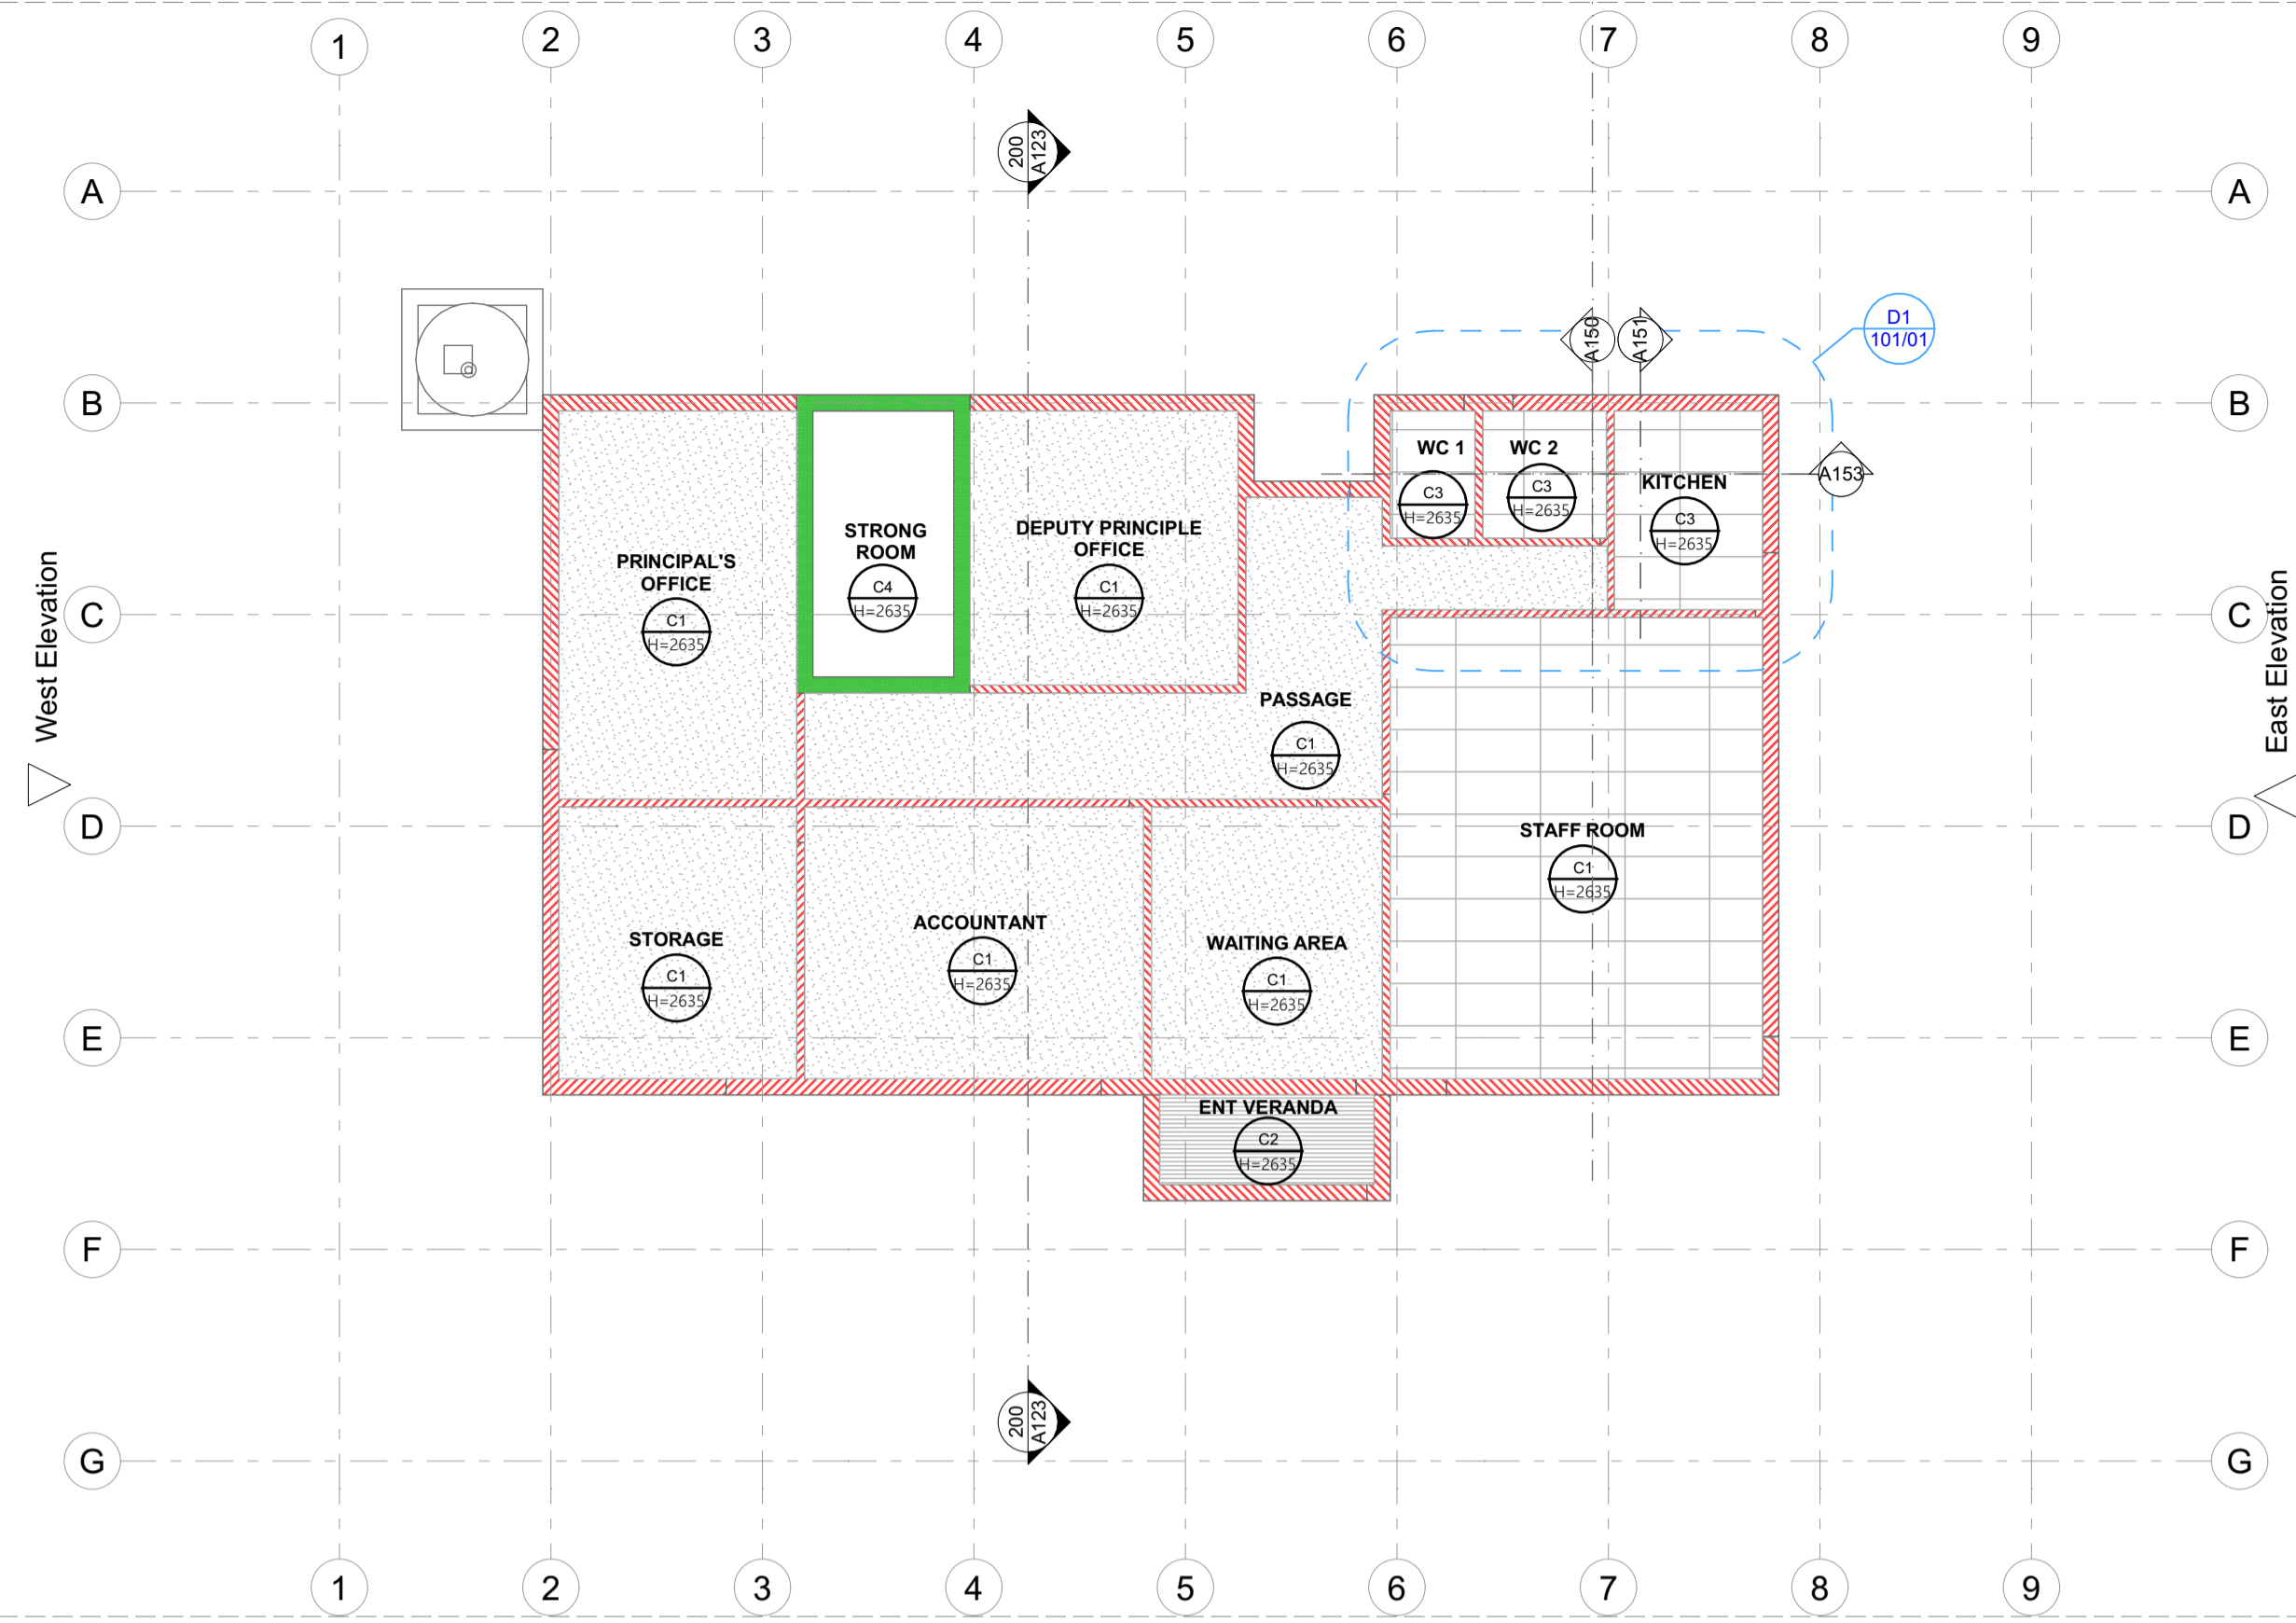 1 2 3 4 5 6 7 8 9
200
A123
A A
D1
101/01
A150
A151
B B
WC 1
WC 2
A153
C3
H=2635
C3
H=2635
KITCHEN
C3
H=2635
STRONG
ROOM
C4
H=2635
DEPUTY PRINCIPLE
OFFICE
C1
H=2635
PRINCIPAL'S
OFFICE
C1
H=2635
C C
West Elevation
East Elevation
PASSAGE
C1
H=2635
D D
STAFF ROOM
C1
H=2635
STORAGE
C1
H=2635
ACCOUNTANT
C1
H=2635
WAITING AREA
C1
H=2635
E E
ENT VERANDA
C2
H=2635
F F
200
A123
G G
1 2 3 4 5 6 7 8 9